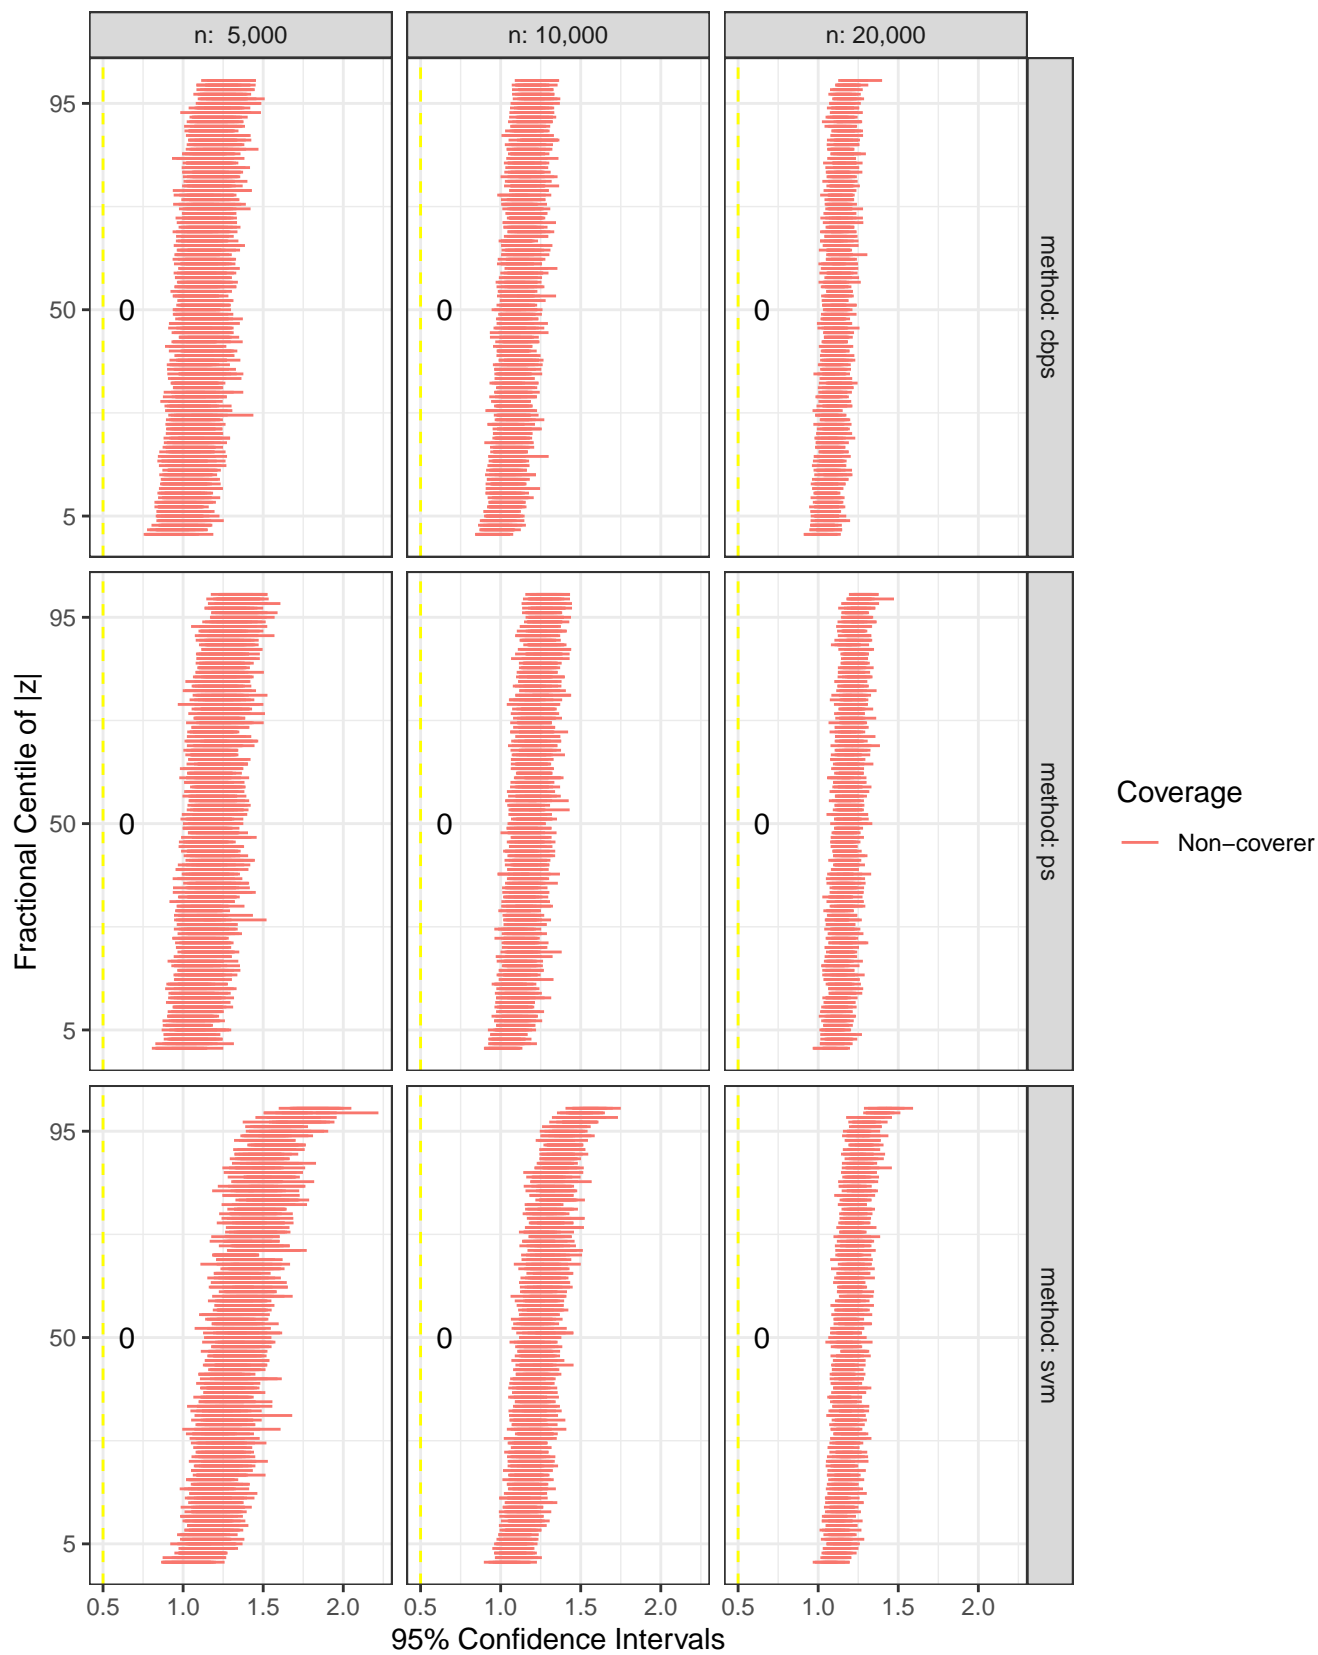 n:  5,000
n: 10,000
n: 20,000
95
50
5
0
0
0
method: cbps
95
50
5
0
0
0
method: ps
Fractional Centile of |z|
Coverage
Non−coverer
95
50
5
0
0
0
method: svm
0.5 1.0 1.5 2.0
0.5 1.0 1.5 2.0
0.5 1.0 1.5 2.0
95% Confidence Intervals